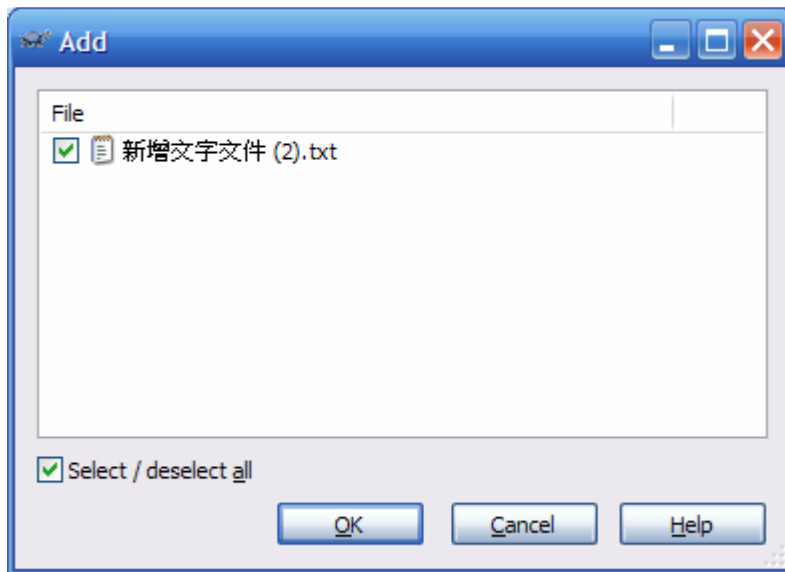 Add
File
新增文字文件 (2).txt
Select / deselect all
OK Cancel Help